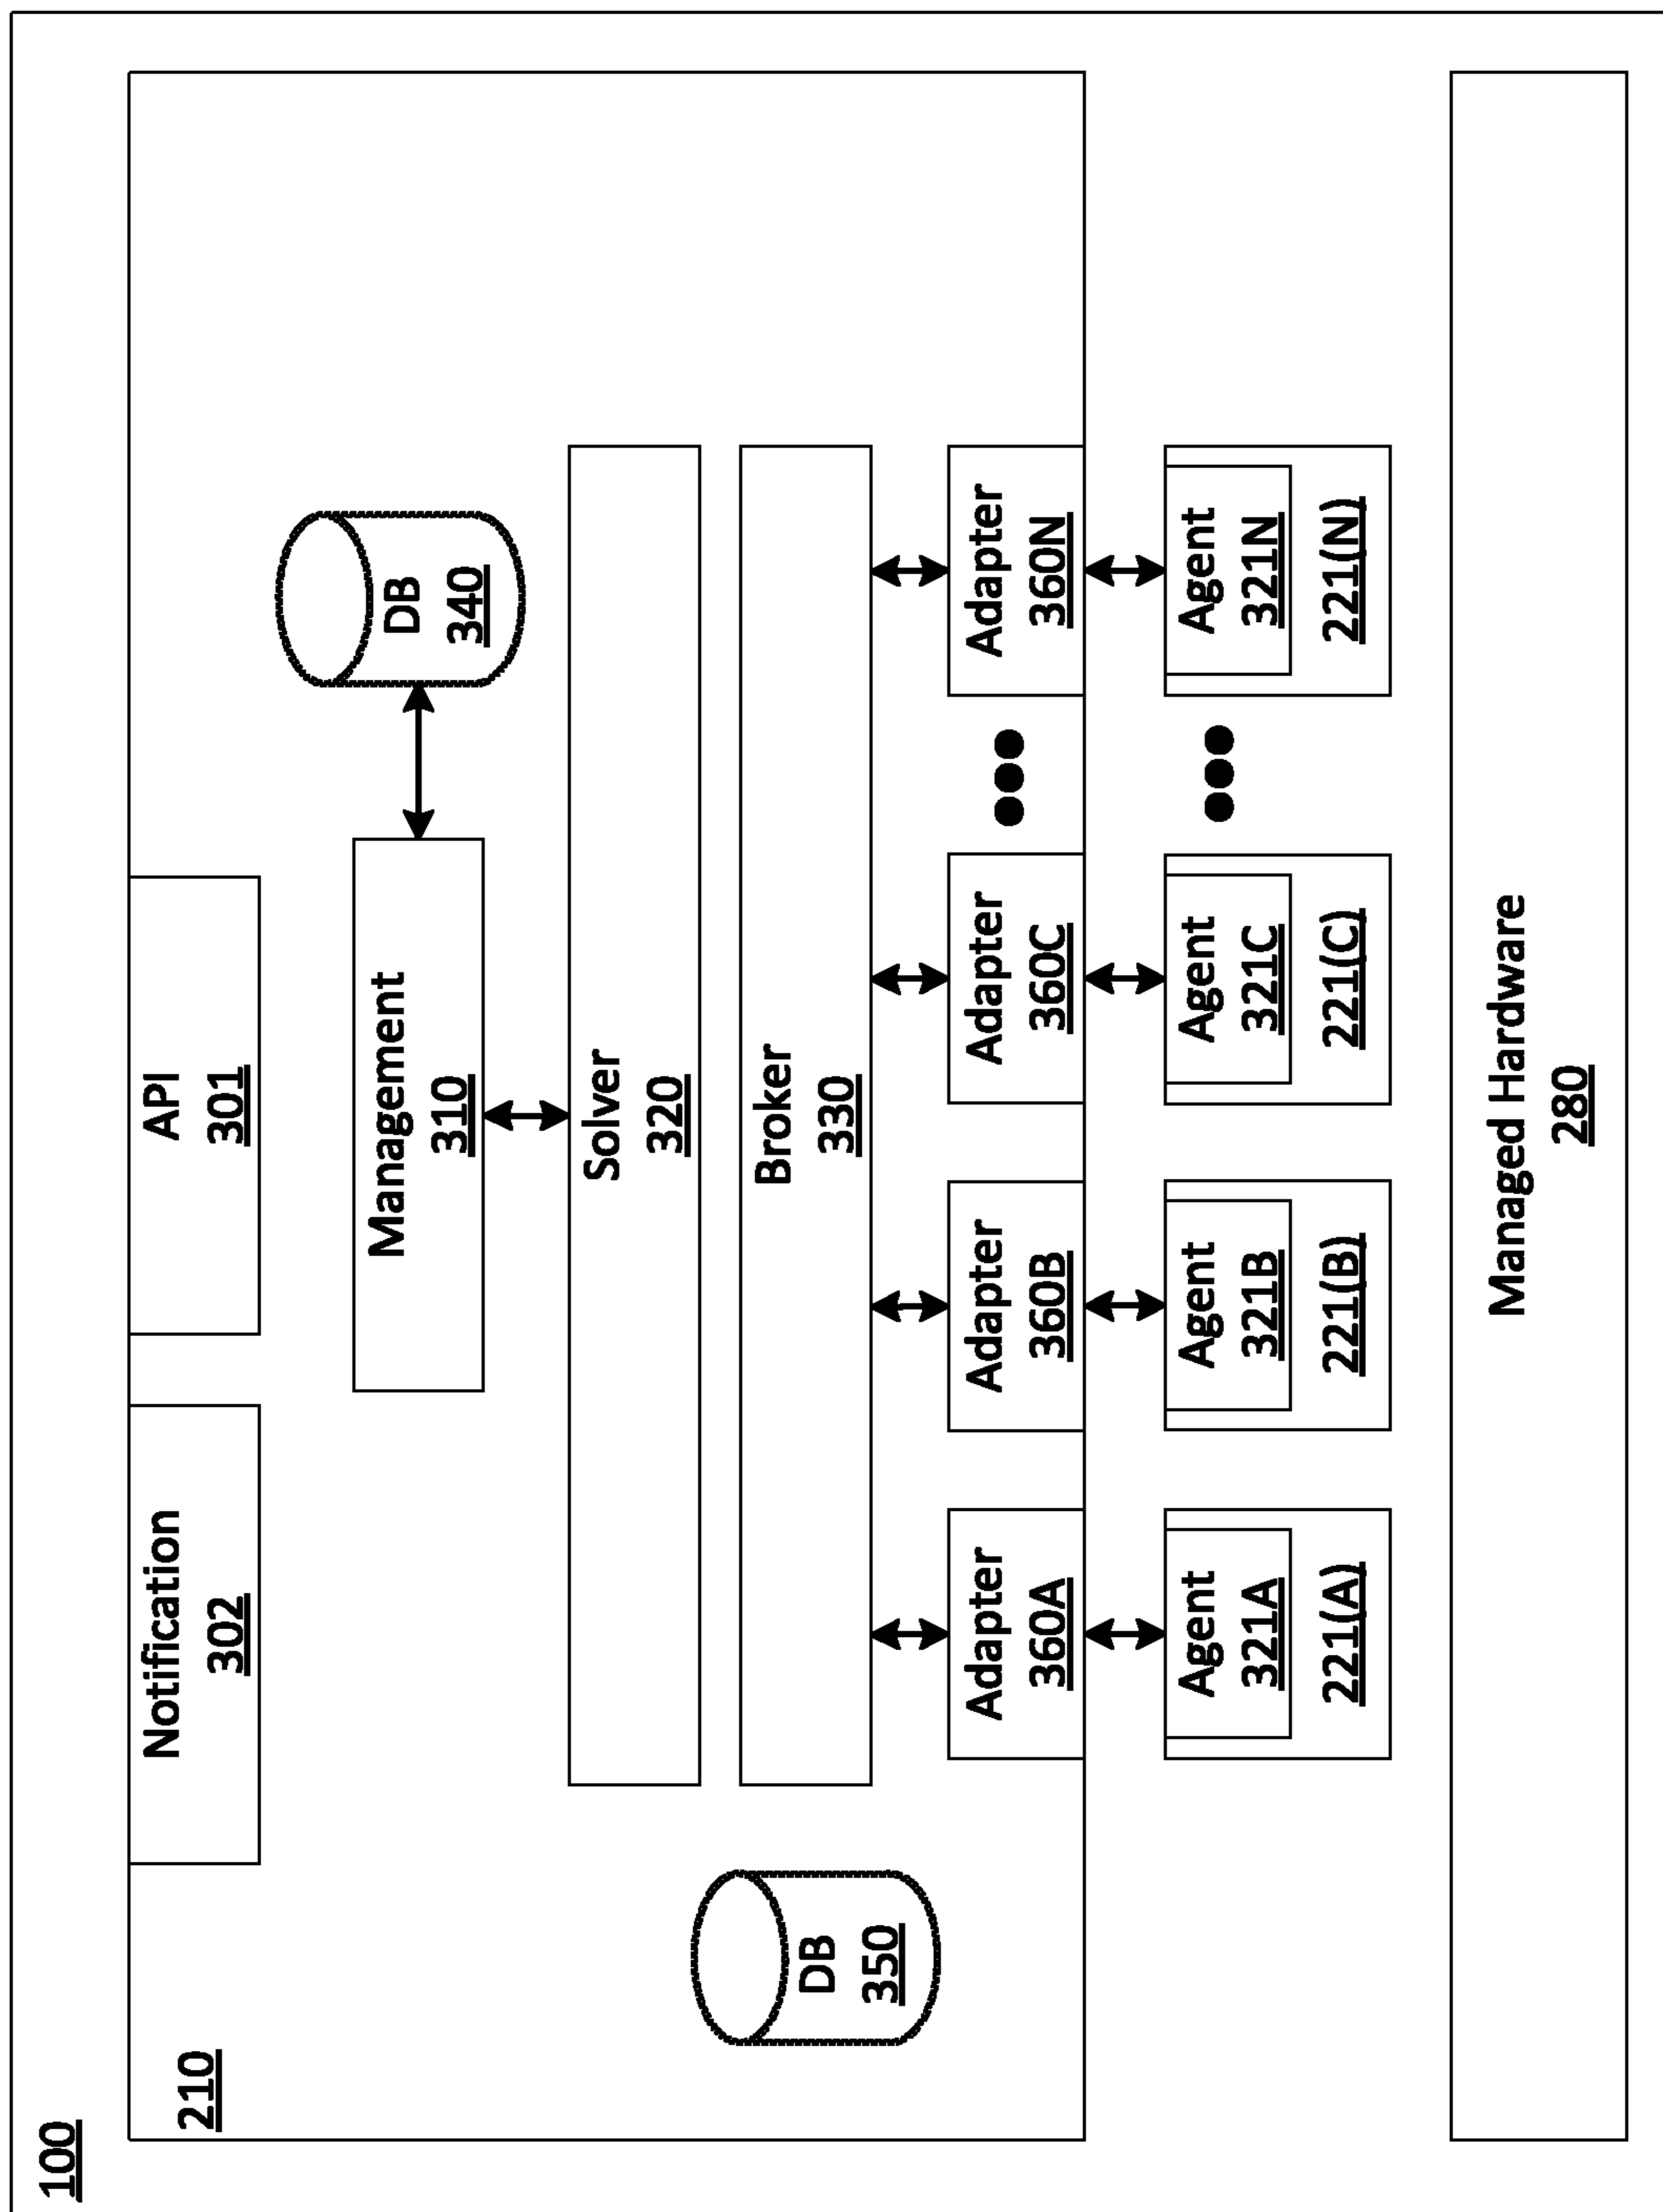 100
210
Notification
302
API
301
Management
310
DB
340
Solver
320
Broker
330
DB
350
Adapter
360A
Adapter
360B
Adapter
360C
Adapter
360N
Agent
321A
221(A)
Agent
321B
221(B)
Agent
321C
221(C)
Agent
321N
221(N)
Managed Hardware
280